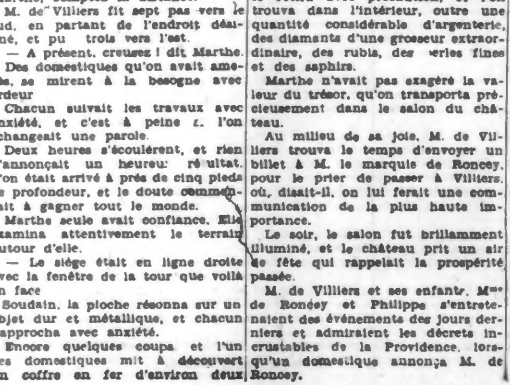 M. de Villiers fit sept pas vers le
ud, en partant de l'endroit dési-
né, et pu trois vers l'est.
— A présent, creusez ! dit Marthe.
Des domestiques qu'on avait ame-
és, se mirent à la besogne avec
rdeur
Chacun suivait les travaux avec
nxiété, et c'est à peine l'on
changeait une parole.
Deux heures s'écoulèrent, et rien
'annonçait un heureu résultat.
'on était arrivé à près de cinq pieds
e profondeur, et le doute commen-
ait à gagner tout le monde.
Marthe seule avait confiance. Elle
xamina attentivement le terrain
utour d'elle.
— Le siège était en ligne droite
vec la fenêtre de la tour que voilà
n face
Soudain, la pioche résonna sur un
bjet dur et métallique, et chacun
'approcha avec anxiété.
Encore quelques coups et l'un
es domestiques mit à découvert
n coffre en fer d'environ deux
trouva dans l'intérieur, outre une
quantité considérable d'argenterie,
des diamants d'une grosseur extraor-
dinaire, des rubis, des perles fines
et des saphirs.
Marthe n'avait pas exagéré la va-
leur du trésor, qu'on transporta pré-
cieusement dans le salon du châ-
teau.
Au milieu de sa joie, M. de Vil-
liers trouva le temps d'envoyer un
billet à M. le marquis de Roncey,
pour le prier de passer à Villiers,
où, disait-il, on lui ferait une com-
munication de la plus haute im-
portance.
Le soir, le salon fut brillamment
illuminé, et le château prit un air
de fête qui rappelait la prospérité
passée.
M. de Villiers et ses enfants, Mme
de Roncey et Philippe s'entrete-
naient des événements des jours der-
niers et admiraient les décrets in-
crustables de la Providence, lors-
qu'un domestique annonça M. de
Roncey.